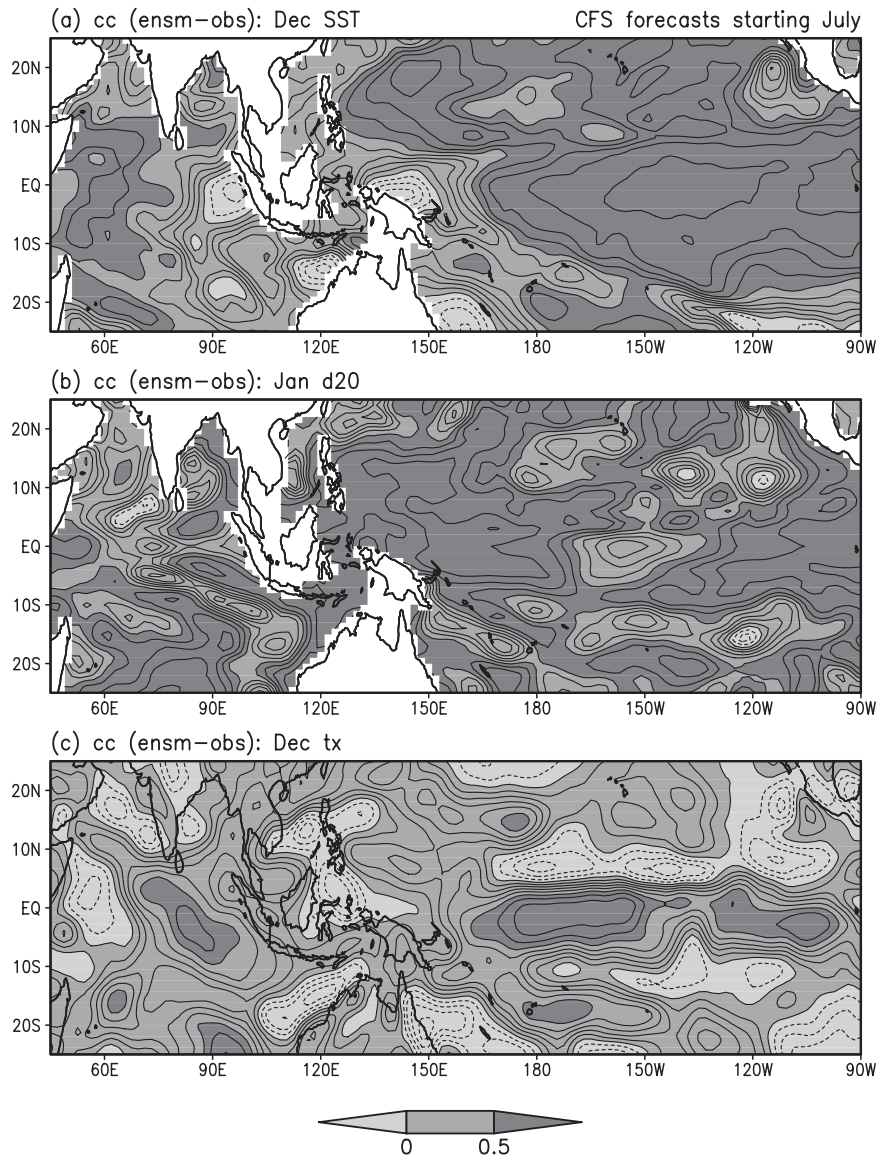 (a) cc (ensm-obs): Dec SST CFS forecasts starting July
20N
10N
EQ
10S
20S
60E 90E 120E 150E 180 150W 120W 90W
(b) cc (ensm-obs): Jan d20
20N
10N
EQ
10S
20S
60E 90E 120E 150E 180 150W 120W 90W
(c) cc (ensm-obs): Dec tx
20N
10N
EQ
10S
20S
60E 90E 120E 150E 180 150W 120W 90W
0 0.5